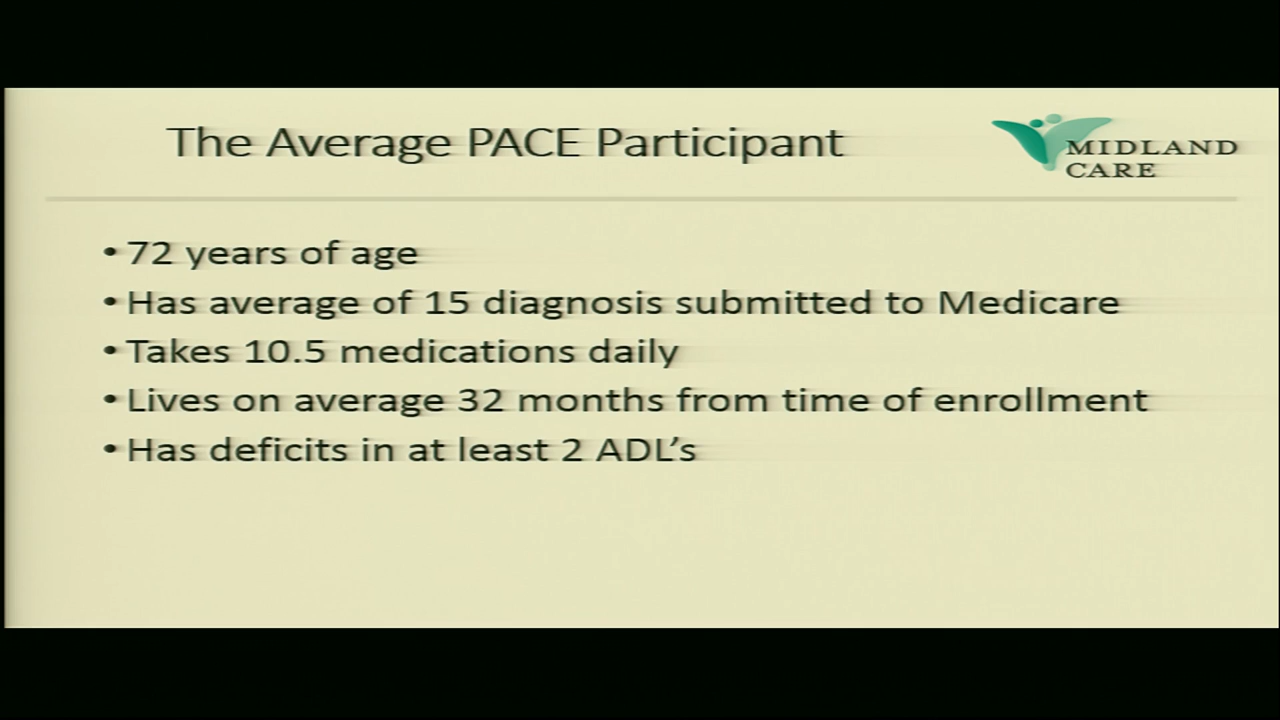 The Average PACE Participant
MIDLAND
CARE
• 72 years of age
• Has average of 15 diagnosis submitted to Medicare
• Takes 10.5 medications daily
• Lives on average 32 months from time of enrollment
• Has deficits in at least 2 ADL’s